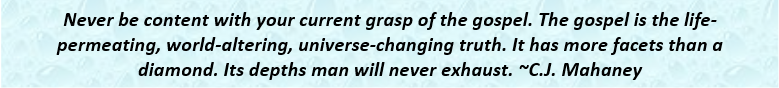 Never be content with your current grasp of the gospel. The gospel is the life-
permeating, world-altering, universe-changing truth. It has more facets than a
diamond. Its depths man will never exhaust. ~C.J. Mahaney